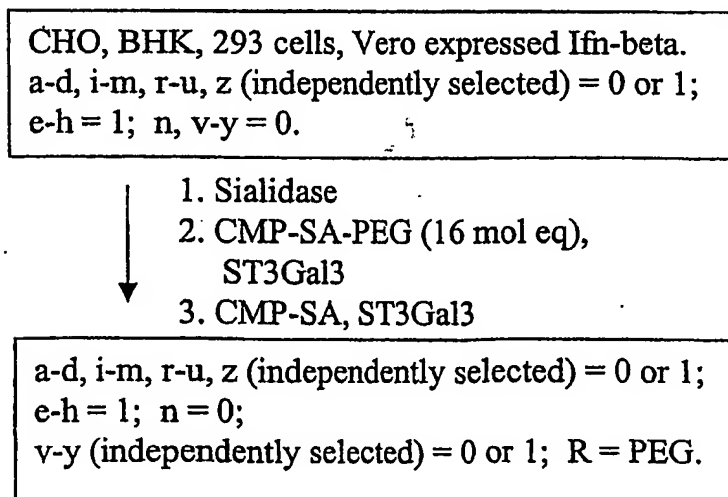 CHO, BHK, 293 cells, Vero expressed Ifn-beta.
a-d, i-m, r-u, z (independently selected) = 0 or 1;
e-h = 1; n, v-y = 0.
1. Sialidase
2. CMP-SA-PEG (16 mol eq),
ST3Gal3
3. CMP-SA, ST3Gal3
a-d, i-m, r-u, z (independently selected) = 0 or 1;
e-h = 1; n = 0;
v-y (independently selected) = 0 or 1; R = PEG.